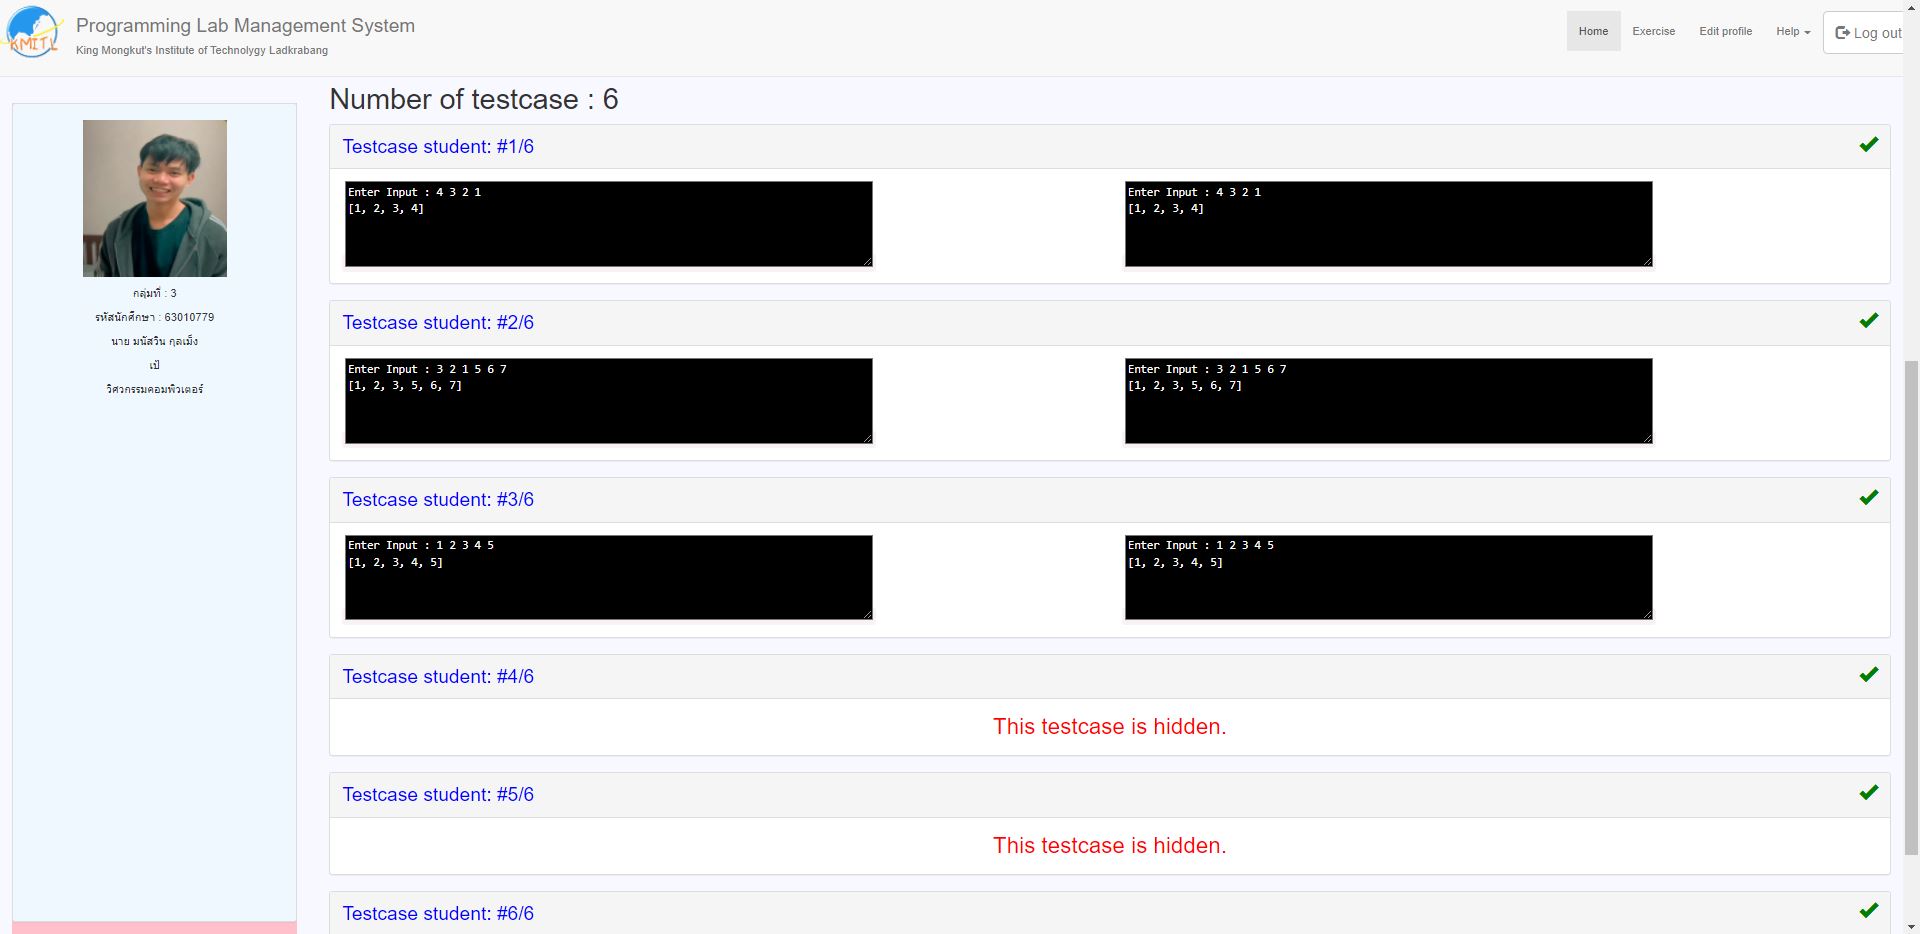 KMITL
Programming Lab Management System
King Mongkut's Institute of Technolygy Ladkrabang
Home
Exercise
Edit profile
Help
Log out
กลุ่มที่ : 3
รหัสนักศึกษา : 63010779
นาย มนัสวิน กุลเม็ง
เป้
วิศวกรรมคอมพิวเตอร์
Number of testcase : 6
Testcase student: #1/6
Enter Input : 4 3 2 1
[1, 2, 3, 4]
Enter Input : 4 3 2 1
[1, 2, 3, 4]
Testcase student: #2/6
Enter Input : 3 2 1 5 6 7
[1, 2, 3, 5, 6, 7]
Enter Input : 3 2 1 5 6 7
[1, 2, 3, 5, 6, 7]
Testcase student: #3/6
Enter Input : 1 2 3 4 5
[1, 2, 3, 4, 5]
Enter Input : 1 2 3 4 5
[1, 2, 3, 4, 5]
Testcase student: #4/6
This testcase is hidden.
Testcase student: #5/6
This testcase is hidden.
Testcase student: #6/6